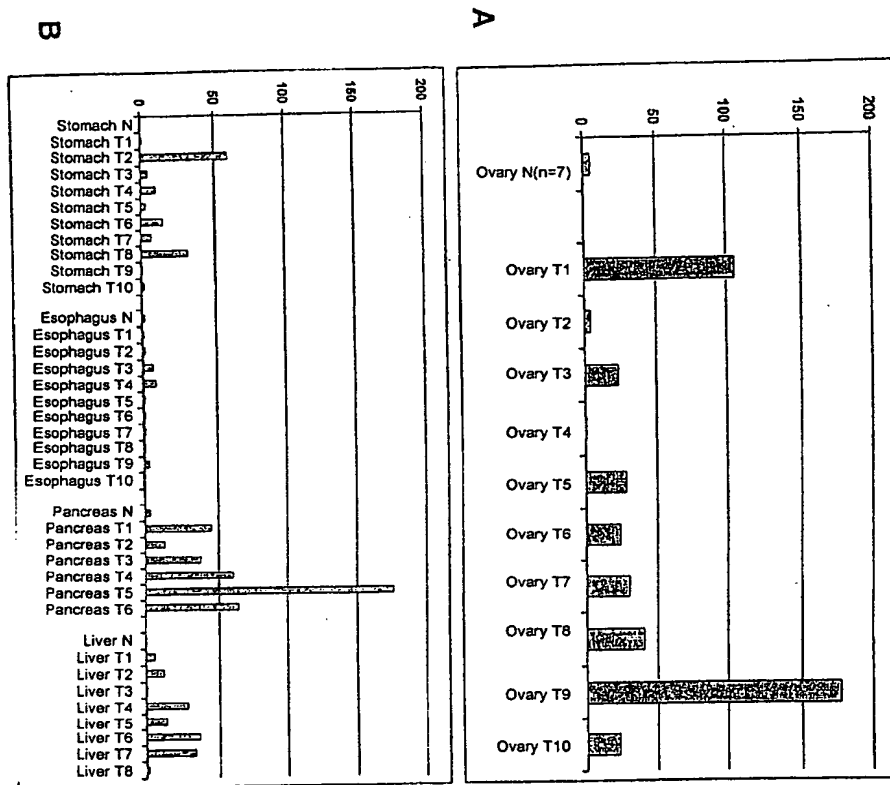 A
0
50
100
150
200
Ovary N(n=7)
Ovary T1
Ovary T2
Ovary T3
Ovary T4
Ovary T5
Ovary T6
Ovary T7
Ovary T8
Ovary T9
Ovary T10
B
0
50
100
150
200
Stomach N
Stomach T1
Stomach T2
Stomach T3
Stomach T4
Stomach T5
Stomach T6
Stomach T7
Stomach T8
Stomach T9
Stomach T10
Esophagus N
Esophagus T1
Esophagus T2
Esophagus T3
Esophagus T4
Esophagus T5
Esophagus T6
Esophagus T7
Esophagus T8
Esophagus T9
Esophagus T10
Pancreas N
Pancreas T1
Pancreas T2
Pancreas T3
Pancreas T4
Pancreas T5
Pancreas T6
Liver N
Liver T1
Liver T2
Liver T3
Liver T4
Liver T5
Liver T6
Liver T7
Liver T8